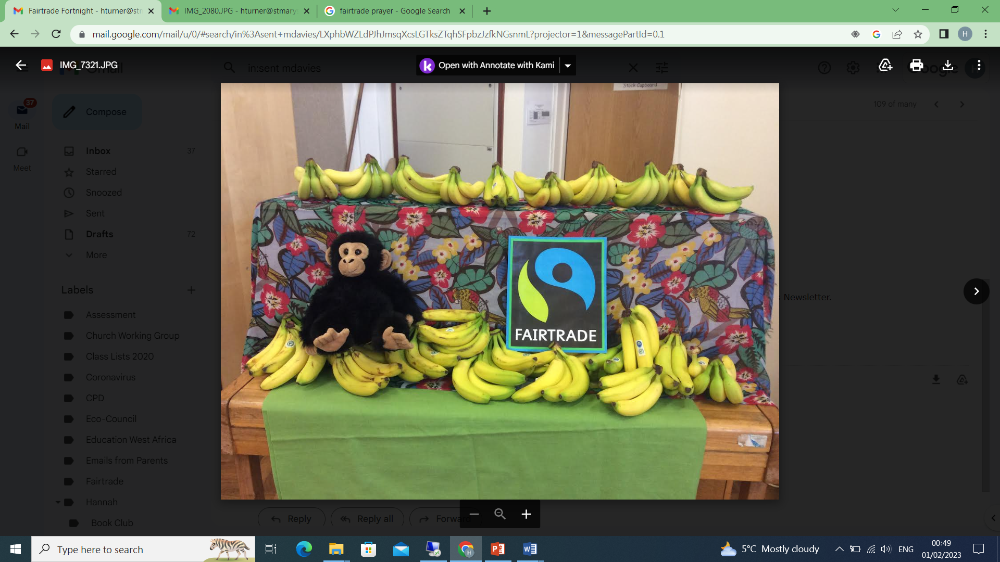 Fairtrade Fortnight - hturner@str
IMG_2080.JPG - hturner@stmary
fairtrade prayer - Google Search
mail.google.com/mail/u/0/#search/in%3Asent+mdavies/LXphbWZLdPJhJmsqXcsLGTksZTqhSFpbzJzfkNGsnmL?projector=1&messagePartId=0.1
H
IMG_7321.JPG
in:sent mdavies
Open with Annotate with Kami
Google
Stock Cupboard
37
Compose
109 of many
Mail
Inbox 37
Meet
Starred
Snoozed
Sent
Drafts 72
More
FAIRTRADE
Labels
Newsletter.
Assessment
Church Working Group
Class Lists 2020
Coronavirus
CPD
Eco-Council
Education West Africa
Emails from Parents
Fairtrade
Hannah
Book Club
Reply
Reply all
Forward
Type here to search
5°C Mostly cloudy
ENG
00:49
01/02/2023